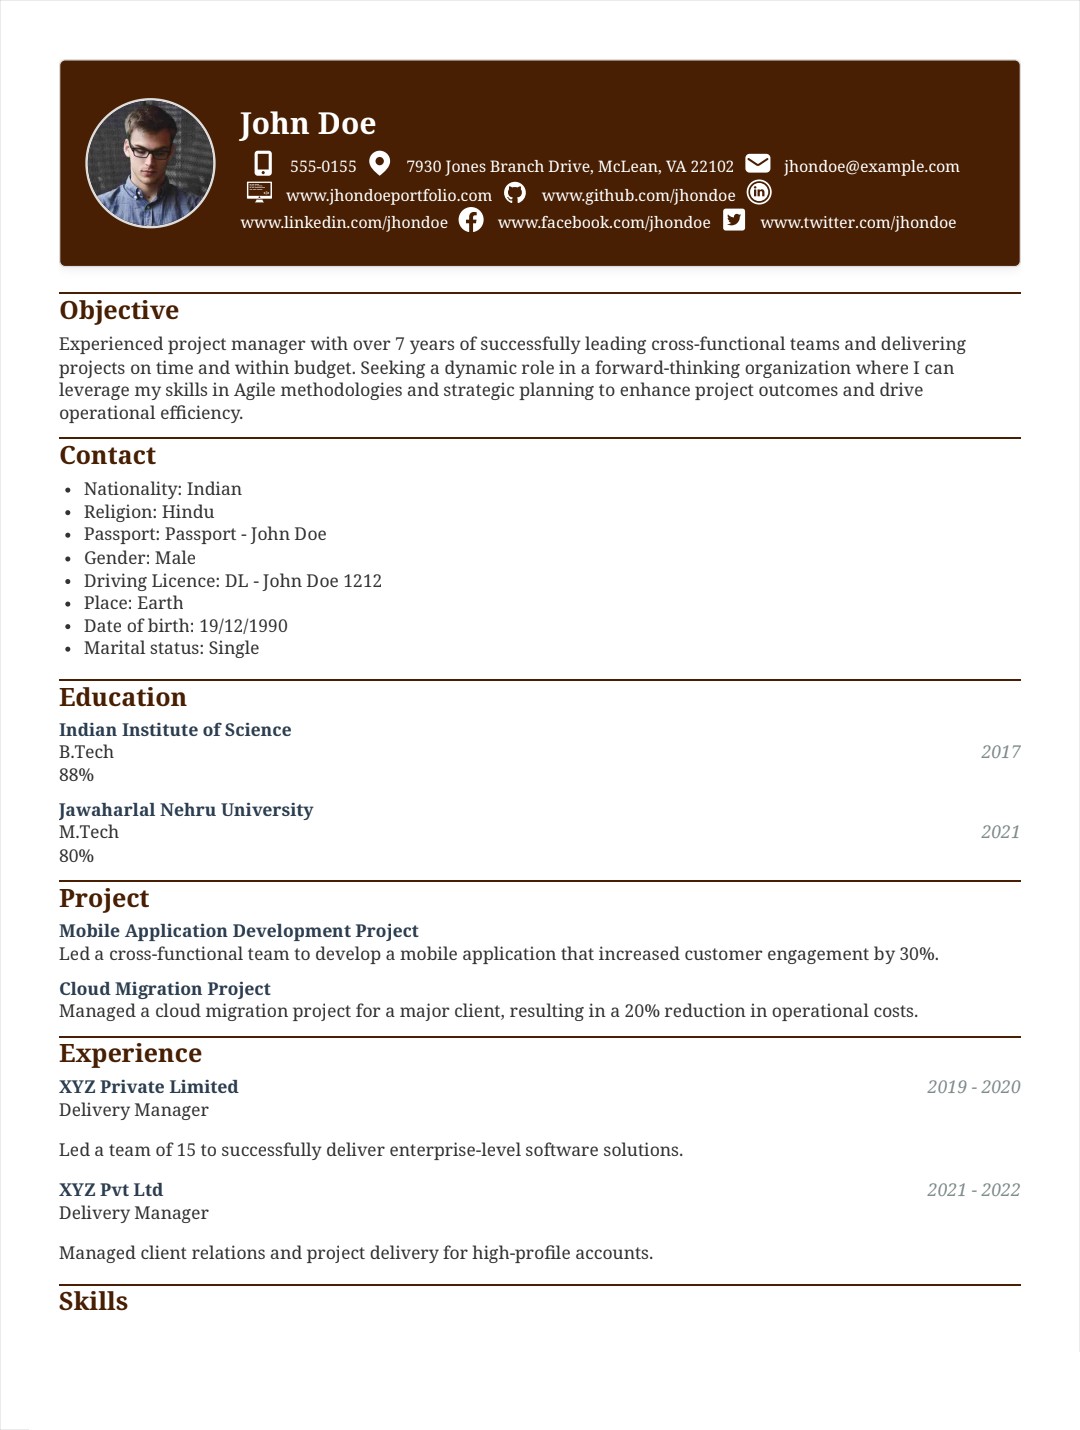 John Doe
555-0155 7930 Jones Branch Drive, McLean, VA 22102 jhondoe@example.com
www.jhondoeportfolio.com www.github.com/jhondoe
www.linkedin.com/jhondoe www.facebook.com/jhondoe www.twitter.com/jhondoe
Objective
Experienced project manager with over 7 years of successfully leading cross-functional teams and delivering
projects on time and within budget. Seeking a dynamic role in a forward-thinking organization where I can
leverage my skills in Agile methodologies and strategic planning to enhance project outcomes and drive
operational efficiency.
Contact
• Nationality: Indian
• Religion: Hindu
• Passport: Passport - John Doe
• Gender: Male
• Driving Licence: DL - John Doe 1212
• Place: Earth
• Date of birth: 19/12/1990
• Marital status: Single
Education
Indian Institute of Science
B.Tech 2017
88%
Jawaharlal Nehru University
M.Tech 2021
80%
Project
Mobile Application Development Project
Led a cross-functional team to develop a mobile application that increased customer engagement by 30%.
Cloud Migration Project
Managed a cloud migration project for a major client, resulting in a 20% reduction in operational costs.
Experience
XYZ Private Limited 2019 - 2020
Delivery Manager
Led a team of 15 to successfully deliver enterprise-level software solutions.
XYZ Pvt Ltd 2021 - 2022
Delivery Manager
Managed client relations and project delivery for high-profile accounts.
Skills